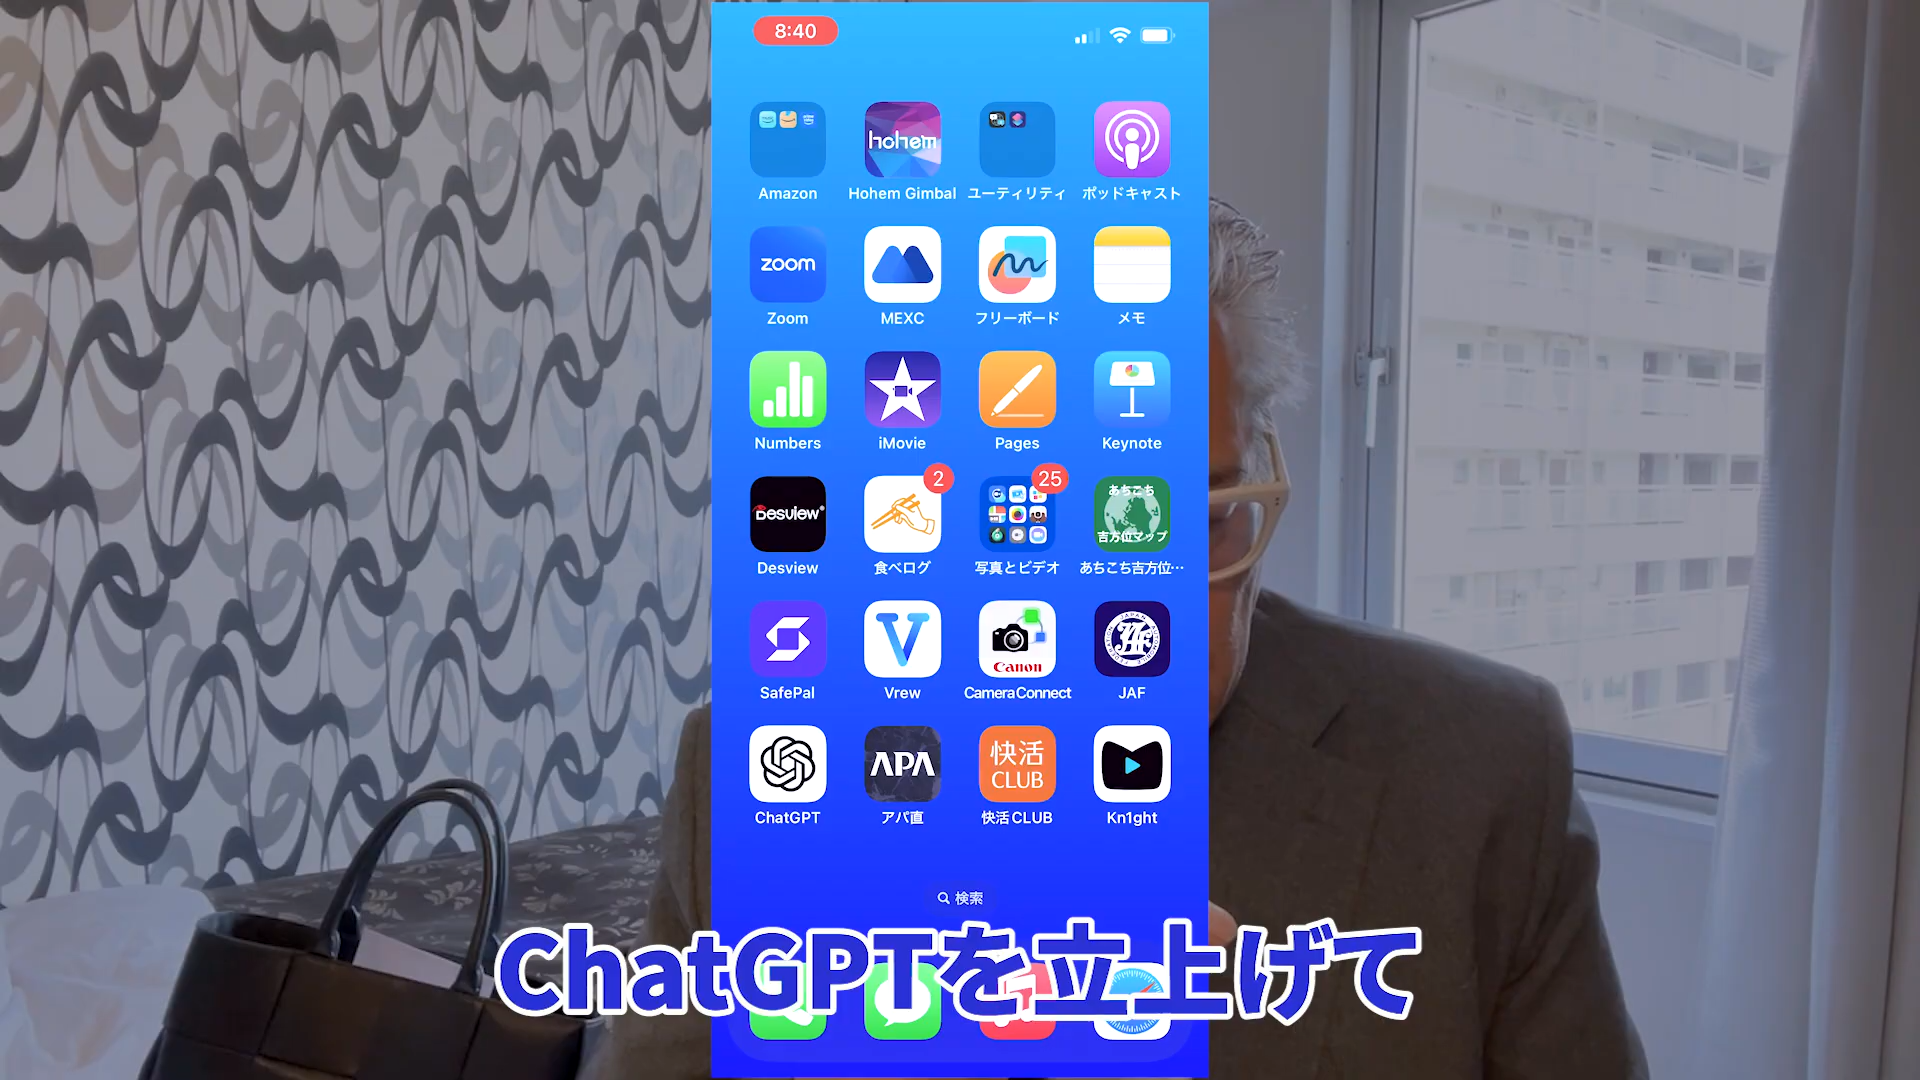 8:40
hohem
Amazon
Hohem Gimbal
ユーティリティ
ポッドキャスト
zoom
Zoom
MEXC
フリーボード
メモ
Numbers
iMovie
Pages
Keynote
2
25
Desview
あちこち
吉方位マップ
Desview
食べログ
写真とビデオ
あちこち吉方位…
Canon
SafePal
Vrew
Camera Connect
JAF
APA
快活
CLUB
ChatGPT
アパ直
快活CLUB
Kn1ght
検索
ChatGPTを立上げて